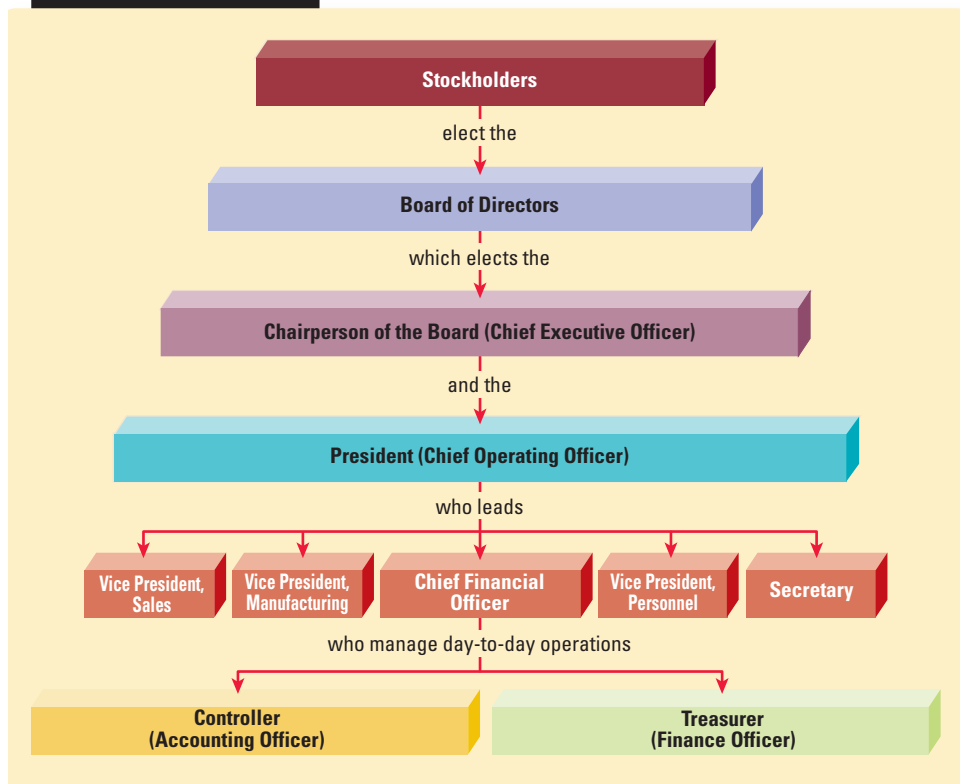 Stockholders
elect the
Board of Directors
which elects the
Chairperson of the Board (Chief Executive Officer)
and the
President (Chief Operating Officer)
who leads
Vice President,
Sales
Vice President,
Manufacturing
Chief Financial
Officer
Vice President,
Personnel
Secretary
who manage day-to-day operations
Controller
(Accounting Officer)
Treasurer
(Finance Officer)